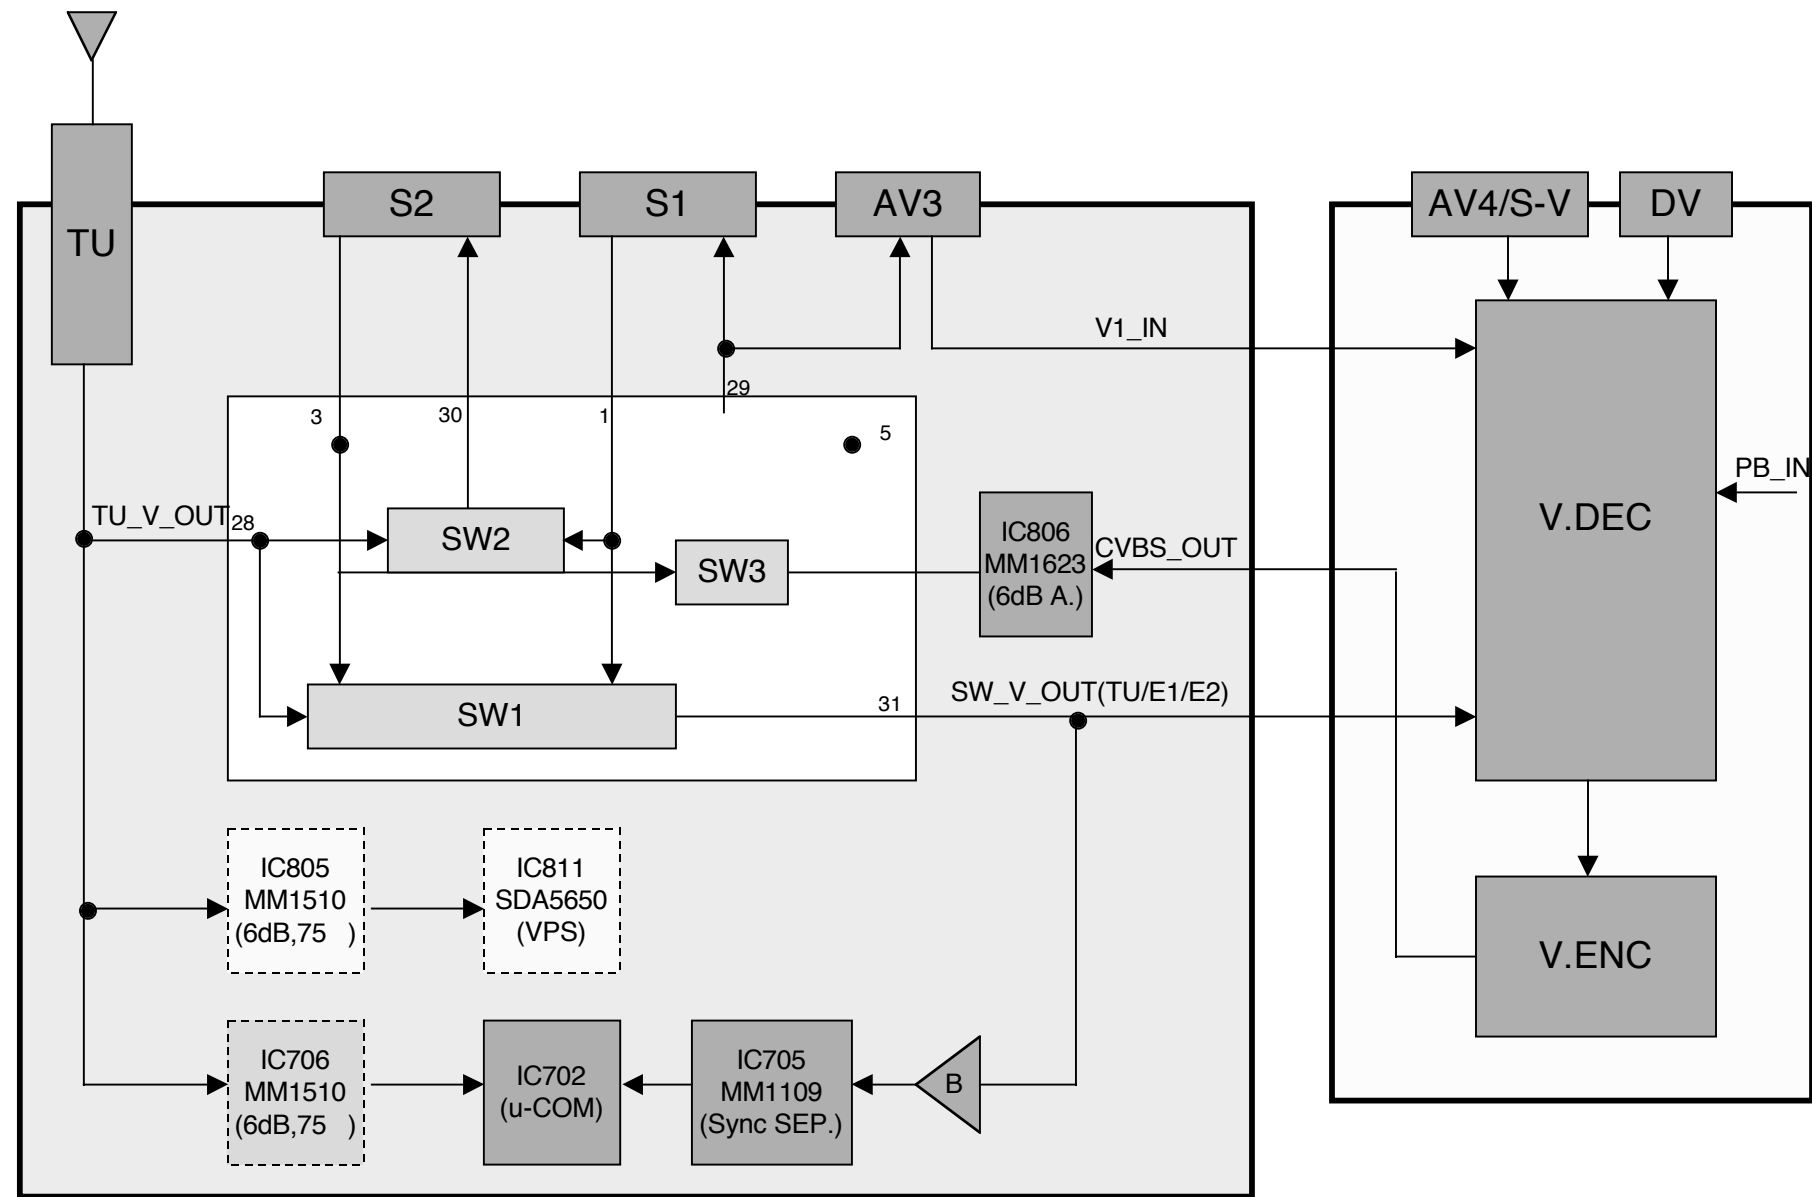 TU
S2
S1
AV3
AV4/S-V
DV
V1_IN
29
3
30
1
5
PB_IN
TU_V_OUT
28
SW2
SW3
IC806
MM1623
(6dB A.)
CVBS_OUT
V.DEC
SW1
31
SW_V_OUT(TU/E1/E2)
IC805
MM1510
(6dB,75 )
IC811
SDA5650
(VPS)
V.ENC
IC706
MM1510
(6dB,75 )
IC702
(u-COM)
IC705
MM1109
(Sync SEP.)
B